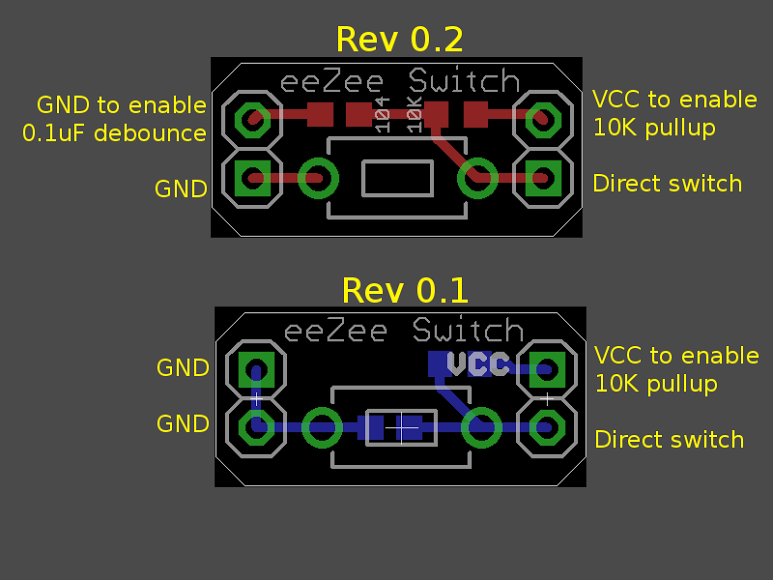 Rev 0.2
eeZee Switch
GND to enable
0.1uF debounce
104
10K
VCC to enable
10K pullup
GND
Direct switch
Rev 0.1
eeZee Switch
GND
VCC
VCC to enable
10K pullup
GND
Direct switch